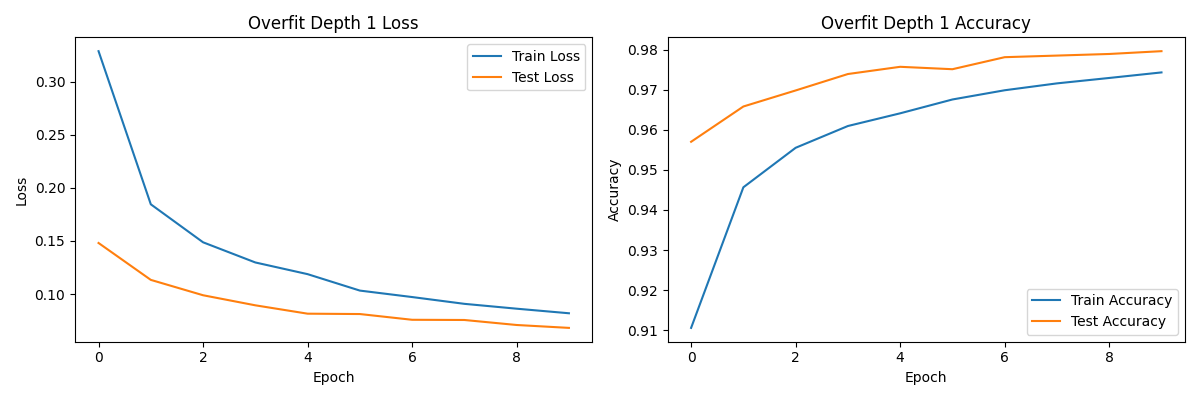 Overfit Depth 1 Loss
Loss
0.30
0.25
0.20
0.15
0.10
0 2 4 6 8
Epoch
Train Loss
Test Loss
Overfit Depth 1 Accuracy
Accuracy
0.98
0.97
0.96
0.95
0.94
0.93
0.92
0.91
0 2 4 6 8
Epoch
Train Accuracy
Test Accuracy